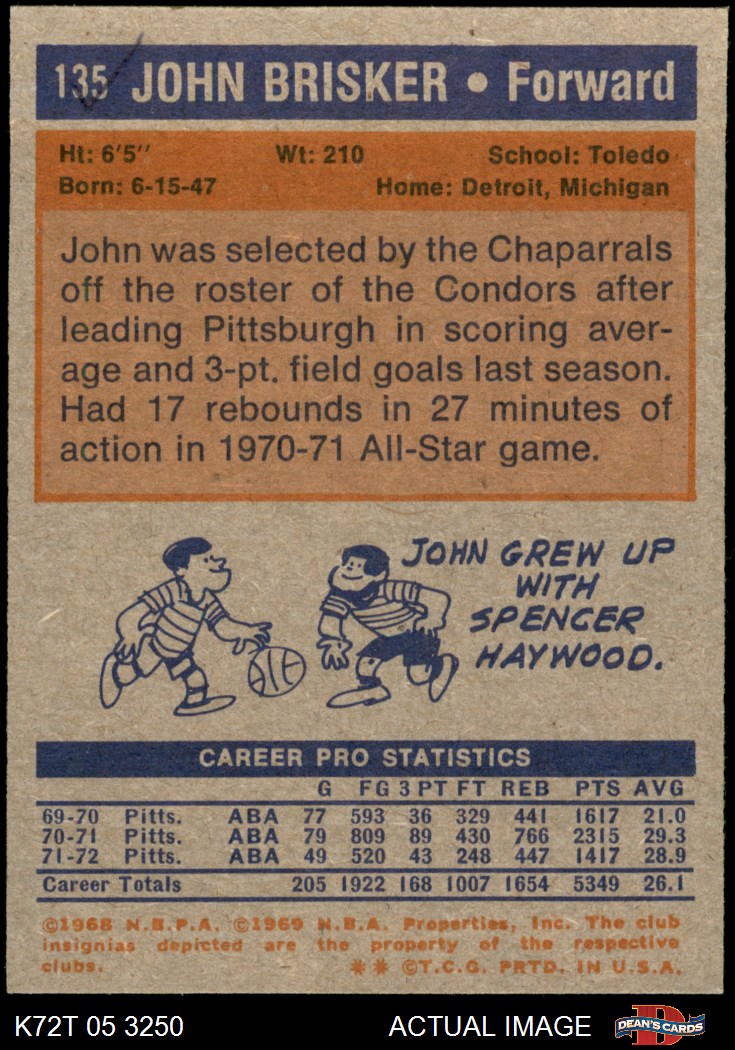 135 JOHN BRISKER • Forward
Ht: 6'5" Wt: 210 School: Toledo
Born: 6-15-47 Home: Detroit, Michigan
John was selected by the Chaparrals
off the roster of the Condors after
leading Pittsburgh in scoring aver-
age and 3-pt. field goals last season.
Had 17 rebounds in 27 minutes of
action in 1970-71 All-Star game.
JOHN GREW UP
WITH
SPENCER
HAYWOOD.
CAREER PRO STATISTICS
G FG 3 PT FT REB PTS AVG
69-70 Pitts. ABA 77 593 36 329 441 1617 21.0
70-71 Pitts. ABA 79 809 89 430 766 2315 29.3
71-72 Pitts. ABA 49 520 43 248 447 1417 28.9
Career Totals 205 1922 168 1007 1654 5349 26.1
©1968 N.B.P.A. ©1969 N.B.A. Properties, Inc. The club
insignias depicted are the property of the respective
clubs. ** ©T.C.G. PRTD. IN U.S.A.
K72T 05 3250 ACTUAL IMAGE DEAN'S CARDS